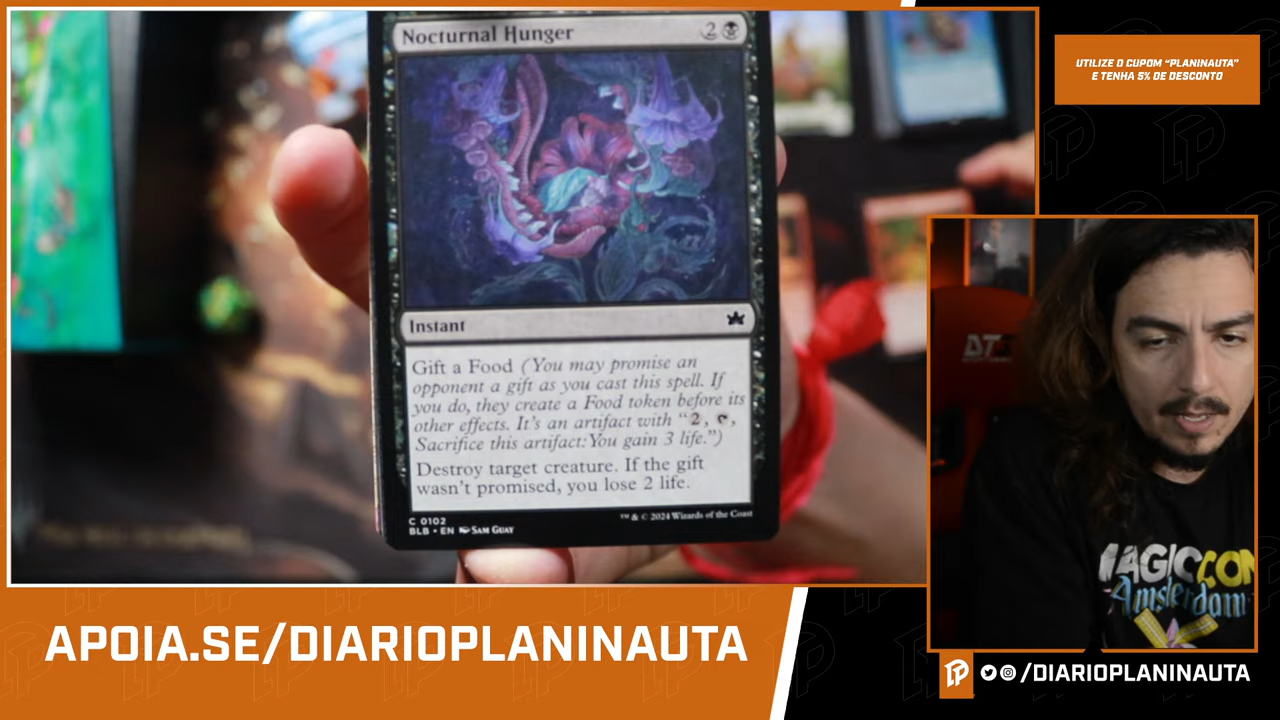 Nocturnal Hunger 2
Instant
Gift a Food (You may promise an
opponent a gift as you cast this spell. If
you do, they create a Food token before its
other effects. It's an artifact with “2, ,
Sacrifice this artifact:You gain 3 life.”)
Destroy target creature. If the gift
wasn't promised, you lose 2 life.
C 0102
BLB • EN SAM GUAY
™ & © 2024 Wizards of the Coast
UTILIZE O CUPOM “PLANINAUTA”
E TENHA 5% DE DESCONTO
MAGICCON
Amsterdam
APOIA.SE/DIARIOPLANINAUTA
/DIARIOPLANINAUTA